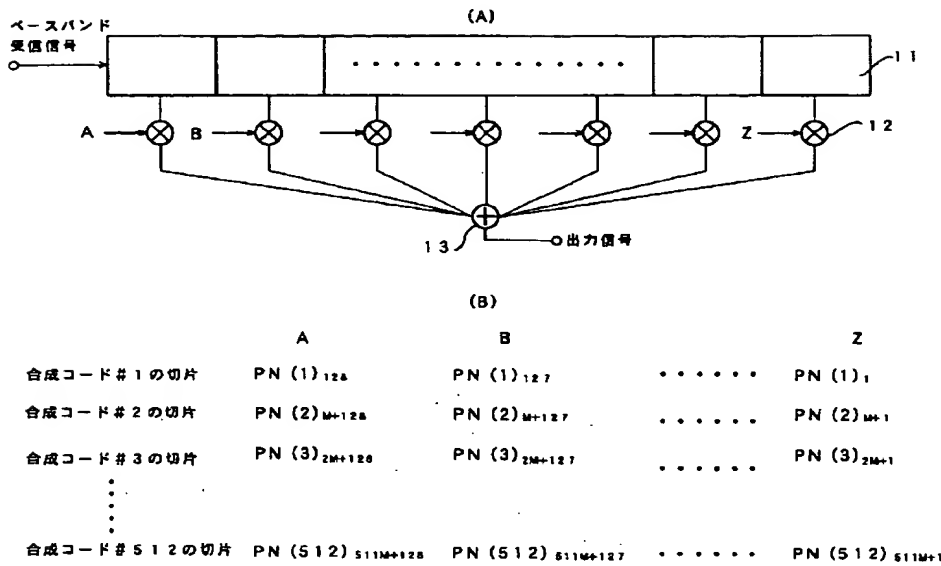 (A)
ベースバンド
受信信号
11
A
B
Z
12
13
出力信号
(B)
A B Z
合成コード#1の切片 PN (1)128 PN (1)127 ・・・・・・ PN (1)1
合成コード#2の切片 PN (2)M+128 PN (2)M+127 ・・・・・・ PN (2)M+1
合成コード#3の切片 PN (3)2M+128 PN (3)2M+127 ・・・・・・ PN (3)2M+1
合成コード#512の切片 PN (512)511M+128 PN (512)511M+127 ・・・・・・ PN (512)511M+1